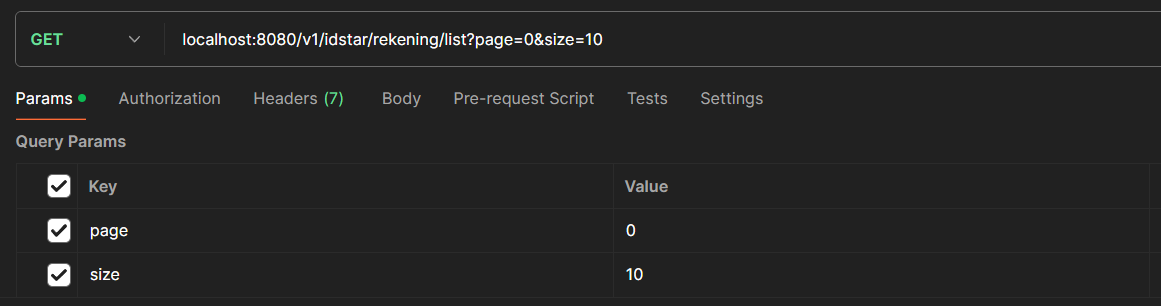 GET localhost:8080/v1/idstar/rekening/list?page=0&size=10
Params Authorization Headers (7) Body Pre-request Script Tests Settings
Query Params
Key Value
page 0
size 10